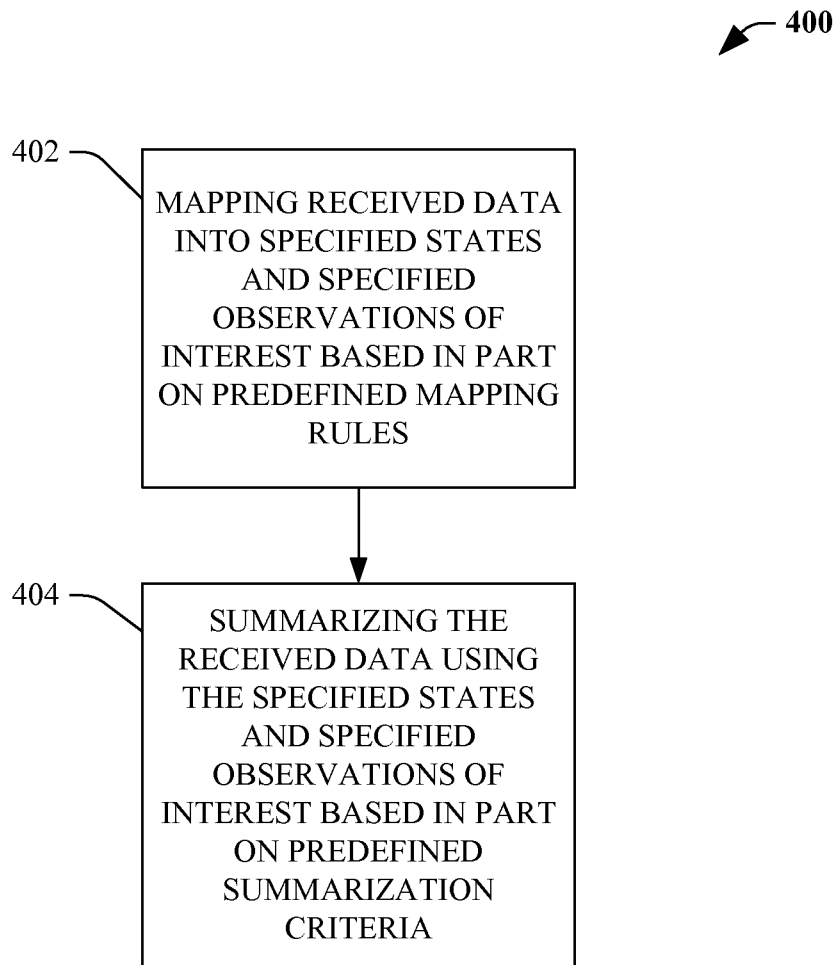 400
402
MAPPING RECEIVED DATA
INTO SPECIFIED STATES
AND SPECIFIED
OBSERVATIONS OF
INTEREST BASED IN PART
ON PREDEFINED MAPPING
RULES
404
SUMMARIZING THE
RECEIVED DATA USING
THE SPECIFIED STATES
AND SPECIFIED
OBSERVATIONS OF
INTEREST BASED IN PART
ON PREDEFINED
SUMMARIZATION
CRITERIA